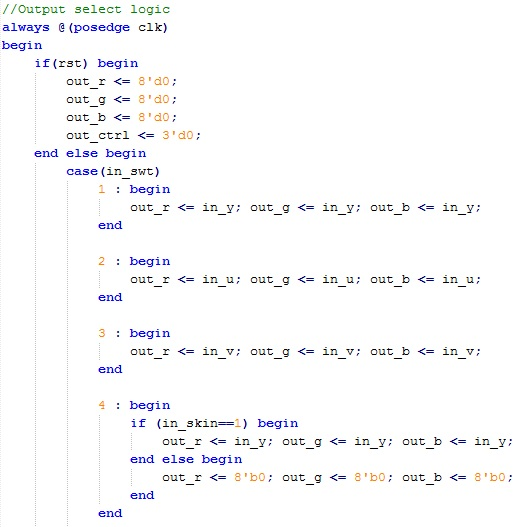 //Output select logic
always @(posedge clk)
begin
if(rst) begin
out_r <= 8'd0;
out_g <= 8'd0;
out_b <= 8'd0;
out_ctrl <= 3'd0;
end else begin
case(in_swt)
1 : begin
out_r <= in_y; out_g <= in_y; out_b <= in_y;
end
2 : begin
out_r <= in_u; out_g <= in_u; out_b <= in_u;
end
3 : begin
out_r <= in_v; out_g <= in_v; out_b <= in_v;
end
4 : begin
if (in_skin==1) begin
out_r <= in_y; out_g <= in_y; out_b <= in_y;
end else begin
out_r <= 8'b0; out_g <= 8'b0; out_b <= 8'b0;
end
end